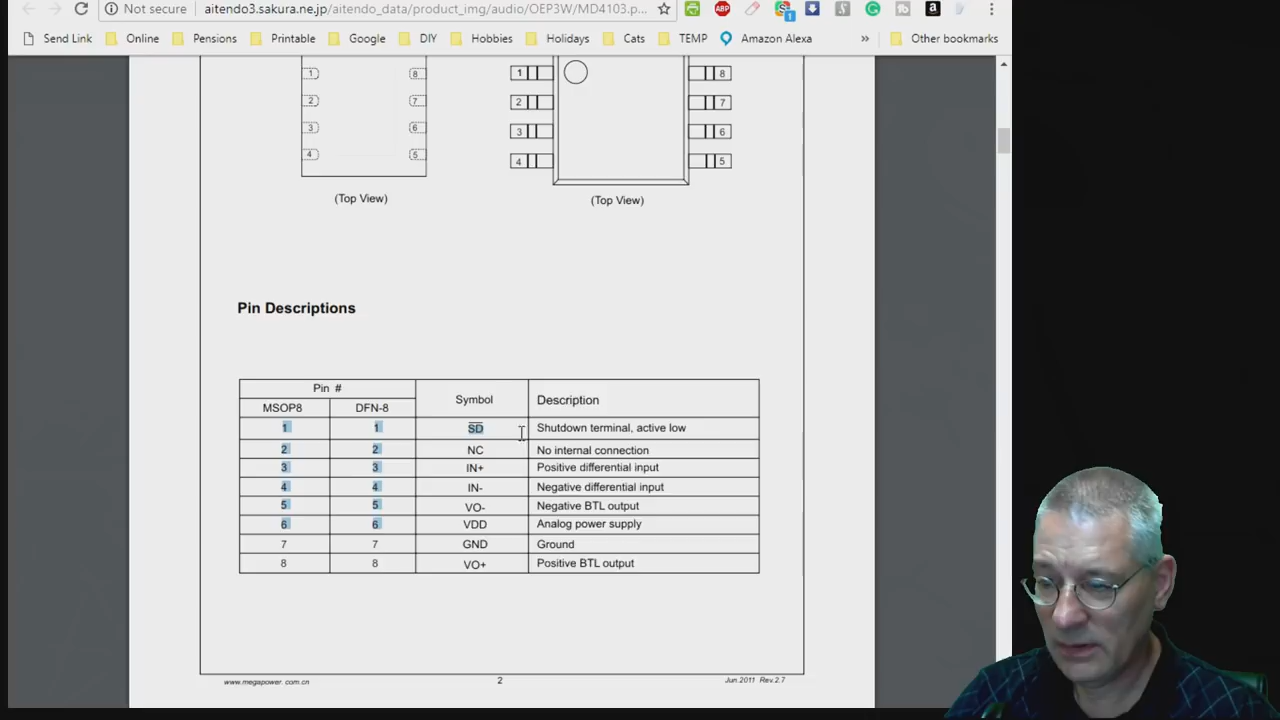 Not secure aitendo3.sakura.ne.jp/aitendo_data/product_img/audio/OEP3W/MD4103.p...
Send Link Online Pensions Printable Google DIY Hobbies Holidays Cats TEMP Amazon Alexa » Other bookmarks
1 8 1 8
2 7 2 7
3 6 3 6
4 5 4 5
(Top View) (Top View)
Pin Descriptions
Pin # Symbol Description
MSOP8 DFN-8
1 1 SD Shutdown terminal, active low
2 2 NC No internal connection
3 3 IN+ Positive differential input
4 4 IN- Negative differential input
5 5 VO- Negative BTL output
6 6 VDD Analog power supply
7 7 GND Ground
8 8 VO+ Positive BTL output
www.megapower.com.cn 2 Jun.2011 Rev.2.7